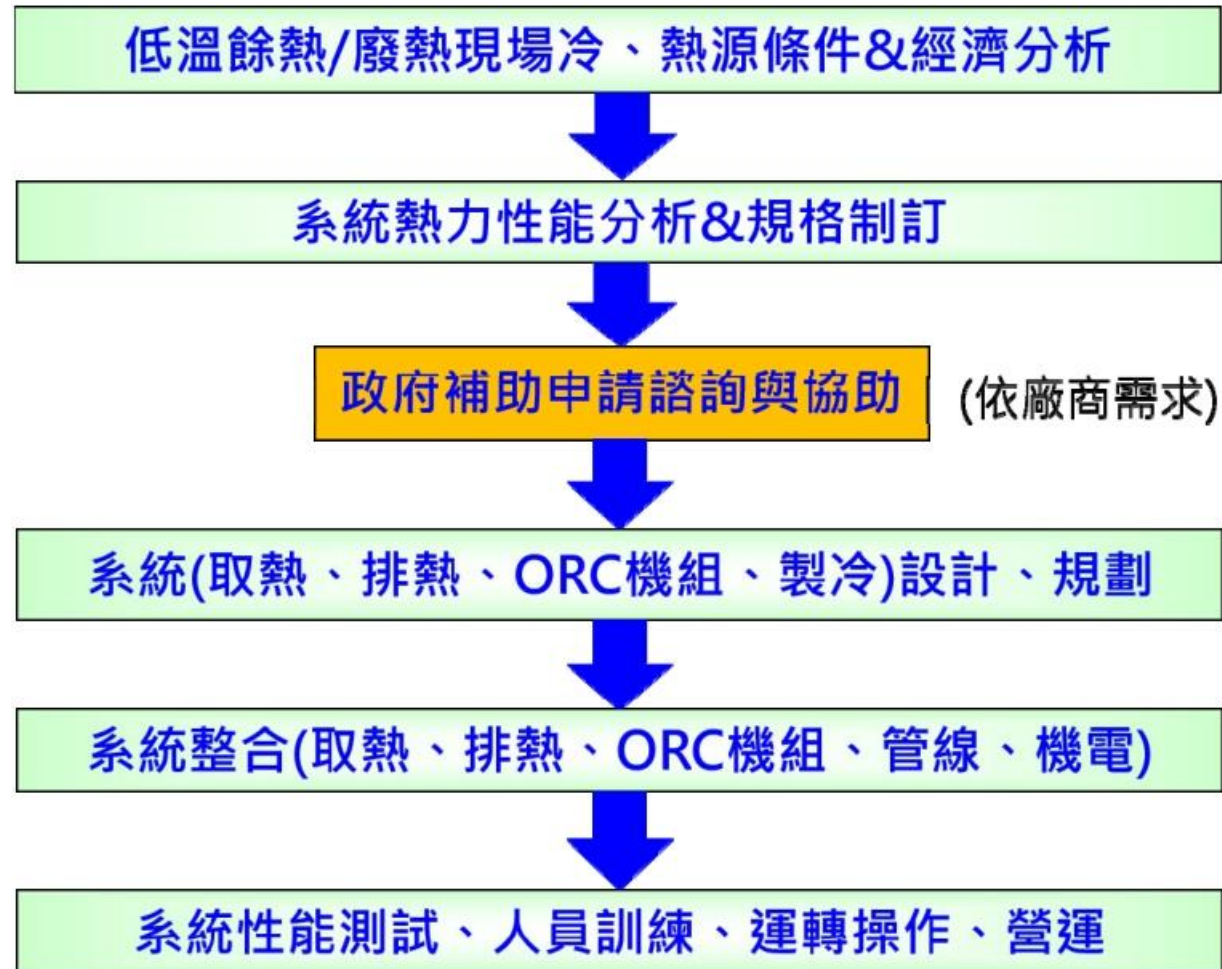 低溫餘熱/廢熱現場冷、熱源條件&經濟分析
系統熱力性能分析&規格制訂
政府補助申請諮詢與協助 (依廠商需求)
系統(取熱、排熱、ORC機組、製冷)設計、規劃
系統整合(取熱、排熱、ORC機組、管線、機電)
系統性能測試、人員訓練、運轉操作、營運